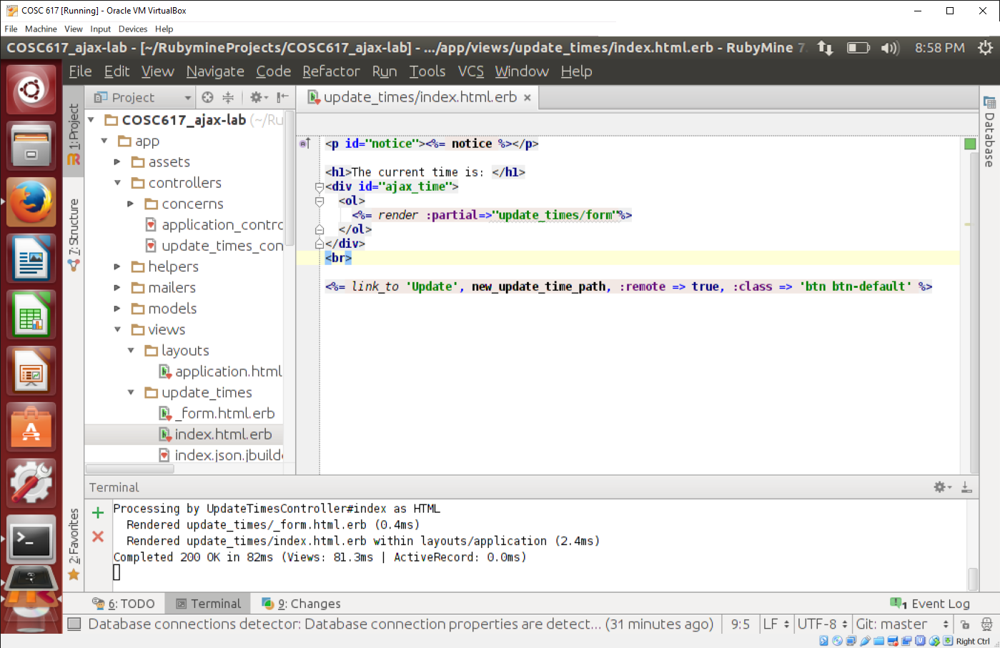 COSC 617 [Running] - Oracle VM VirtualBox
File Machine View Input Devices Help
COSC617_ajax-lab - [~/RubymineProjects/COSC617_ajax-lab] - .../app/views/update_times/index.html.erb - RubyMine 7. 8:58 PM
File Edit View Navigate Code Refactor Run Tools VCS Window Help
Project
update_times/index.html.erb
1: Project
7: Structure
2: Favorites
Database
COSC617_ajax-lab (~/Ru
app
assets
controllers
concerns
application_contro
update_times_con
helpers
mailers
models
views
layouts
application.html
update_times
_form.html.erb
index.html.erb
index.json.jbuilde
<p id="notice"><%= notice %></p>
<h1>The current time is: </h1>
<div id="ajax_time">
<ol>
<%= render :partial=>"update_times/form"%>
</ol>
</div>
<br>
<%= link_to 'Update', new_update_time_path, :remote => true, :class => 'btn btn-default' %>
Terminal
Processing by UpdateTimesController#index as HTML
Rendered update_times/_form.html.erb (0.4ms)
Rendered update_times/index.html.erb within layouts/application (2.4ms)
Completed 200 OK in 82ms (Views: 81.3ms | ActiveRecord: 0.0ms)
6: TODO Terminal 9: Changes 1 Event Log
Database connections detector: Database connection properties are detect... (31 minutes ago) 9:5 LF UTF-8 Git: master
Right Ctrl